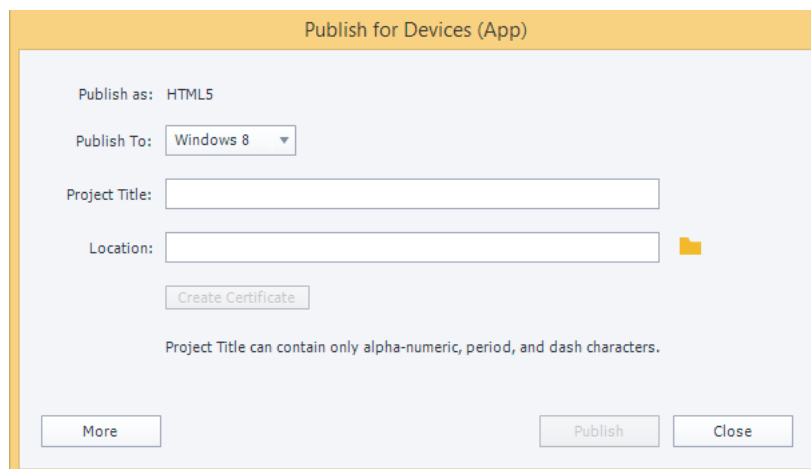 Publish for Devices (App)
Publish as: HTML5
Publish To: Windows 8
Project Title:
Location:
Create Certificate
Project Title can contain only alpha-numeric, period, and dash characters.
More Publish Close